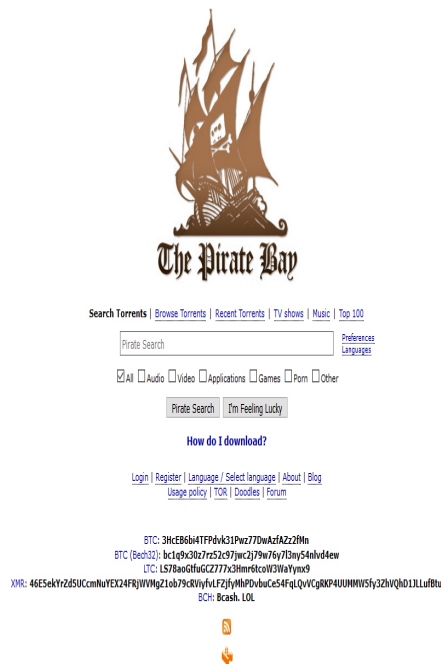 The Pirate Bay
Search Torrents | Browse Torrents | Recent Torrents | TV shows | Music | Top 100
Pirate Search
Preferences
Languages
All Audio Video Applications Games Porn Other
Pirate Search I'm Feeling Lucky
How do I download?
Login | Register | Language / Select language | About | Blog
Usage policy | TOR | Doodles | Forum
BTC: 3HcEB6bi4TFPdvk31Pwz77DwAzfAZz2fMn
BTC (Bech32): bc1q9x30z7rz52c97jwc2j79w76y7l3ny54nlvd4ew
LTC: LS78aoGtfuGCZ777x3Hmr6tcoW3WaYynx9
XMR: 46E5ekYrZd5UCcmNuYEX24FRjWVMgZ1ob79cRViyfvLFZjfyMhPDvbuCe54FqLQvVCgRKP4UUMMW5fy3ZhVQhD1JLLufBtu
BCH: Bcash. LOL